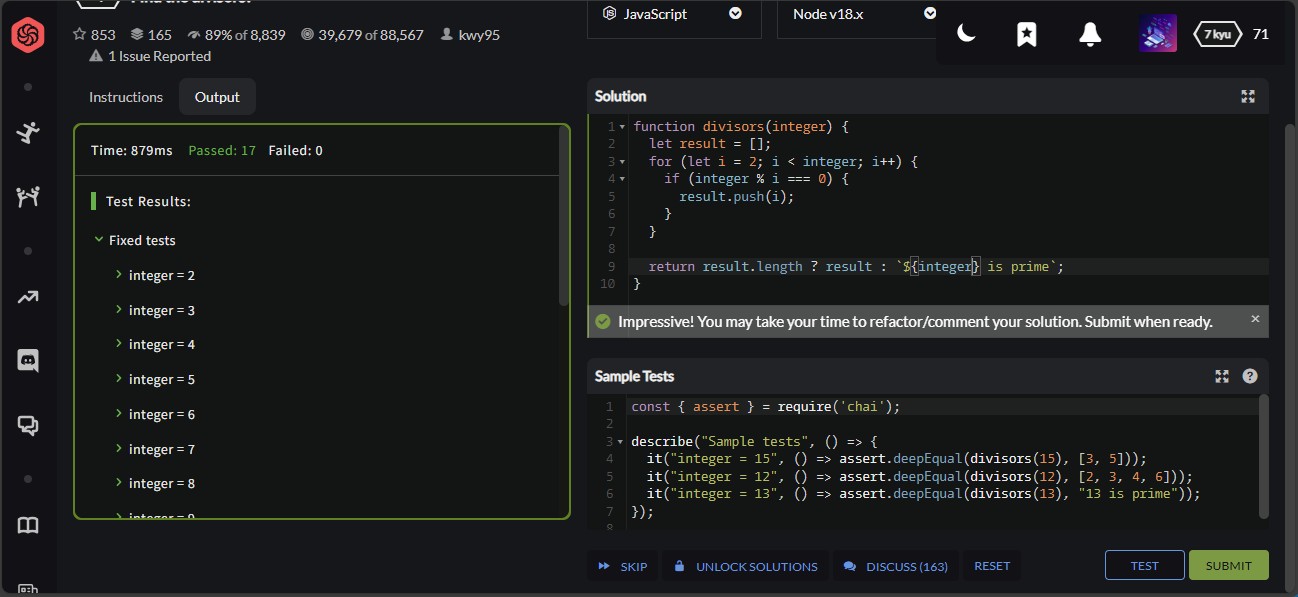 853 165 89% of 8,839 39,679 of 88,567 kwy95
1 Issue Reported
JavaScript
Node v18.x
7 kyu 71
Instructions Output
Time: 879ms Passed: 17 Failed: 0
Test Results:
Fixed tests
integer = 2
integer = 3
integer = 4
integer = 5
integer = 6
integer = 7
integer = 8
integer = 9
Solution
1 function divisors(integer) {
2 let result = [];
3 for (let i = 2; i < integer; i++) {
4 if (integer % i === 0) {
5 result.push(i);
6 }
7 }
8
9 return result.length ? result : `${integer} is prime`;
10 }
Impressive! You may take your time to refactor/comment your solution. Submit when ready. ×
Sample Tests ?
1 const { assert } = require('chai');
2
3 describe("Sample tests", () => {
4 it("integer = 15", () => assert.deepEqual(divisors(15), [3, 5]));
5 it("integer = 12", () => assert.deepEqual(divisors(12), [2, 3, 4, 6]));
6 it("integer = 13", () => assert.deepEqual(divisors(13), "13 is prime"));
7 });
8
SKIP UNLOCK SOLUTIONS DISCUSS (163) RESET TEST SUBMIT